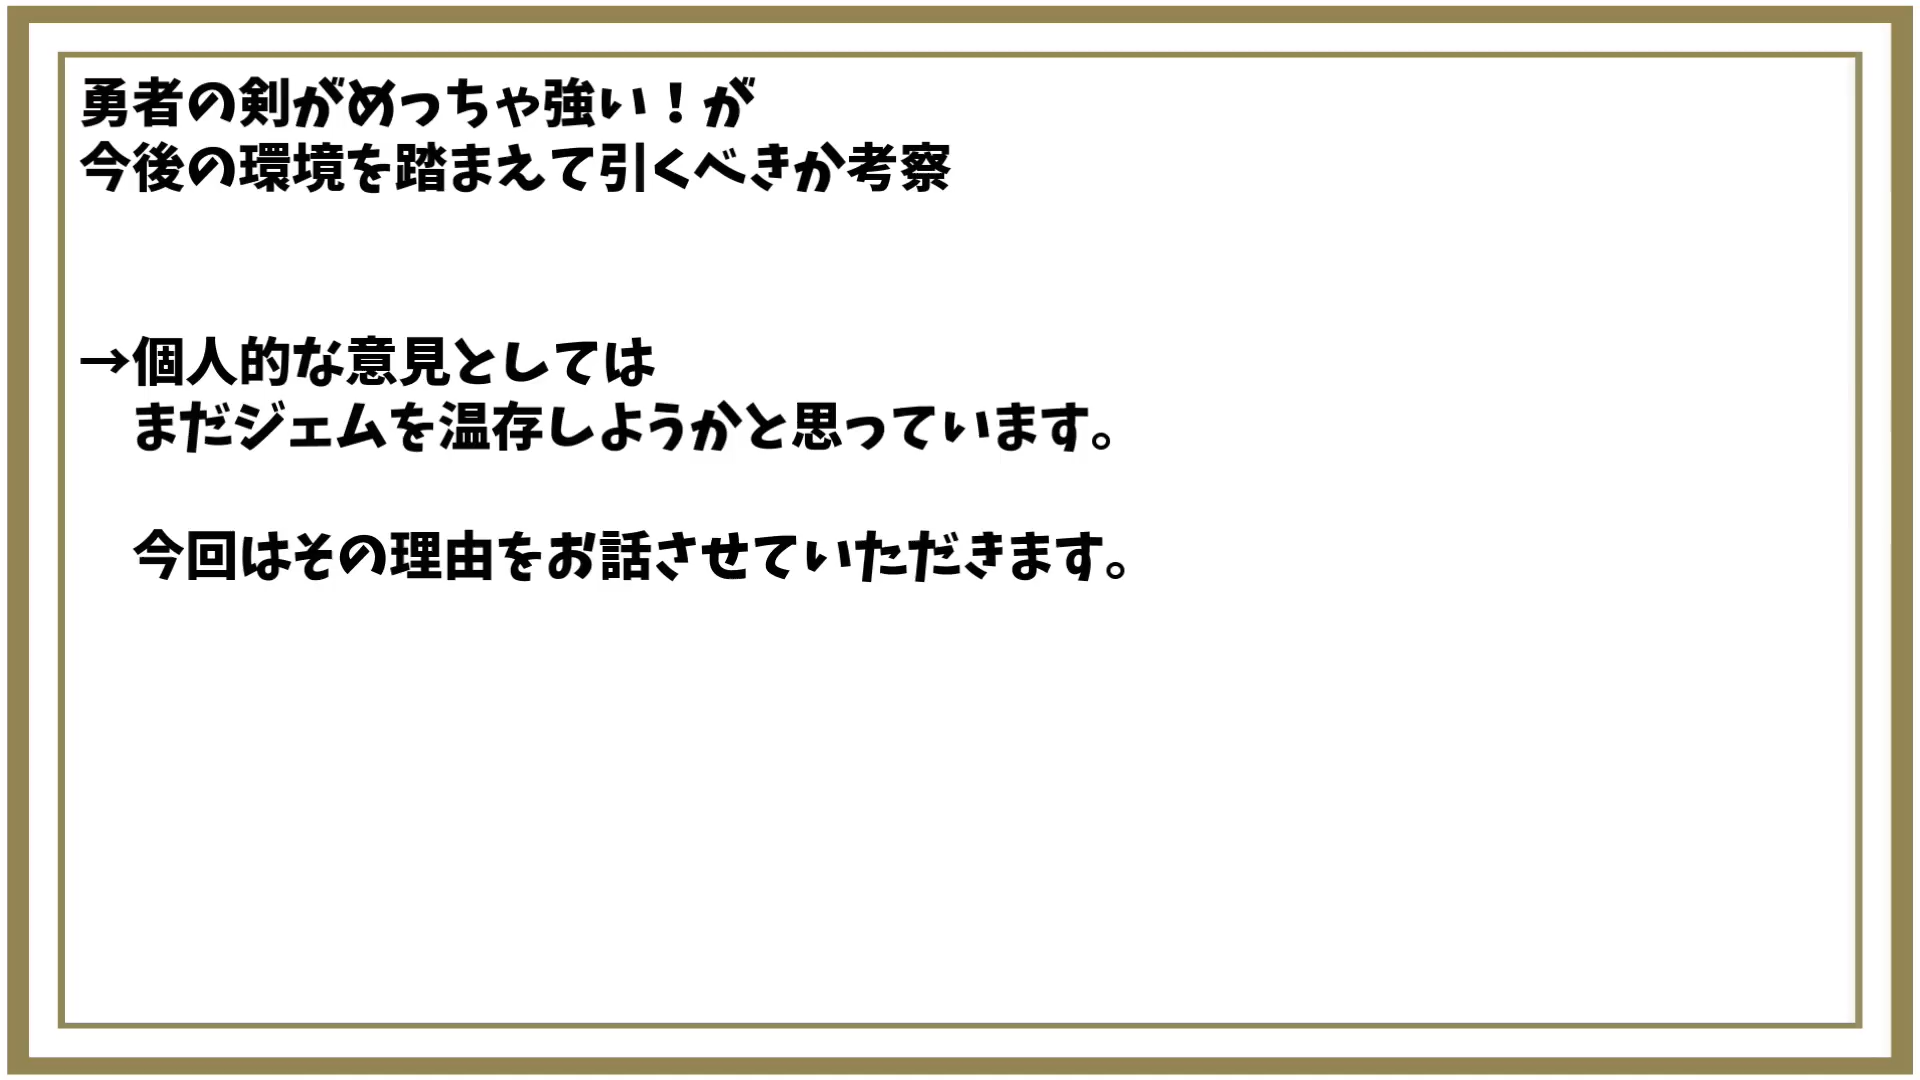 勇者の剣がめっちゃ強い！が
今後の環境を踏まえて引くべきか考察
→個人的な意見としては
まだジェムを温存しようかと思っています。
今回はその理由をお話させていただきます。